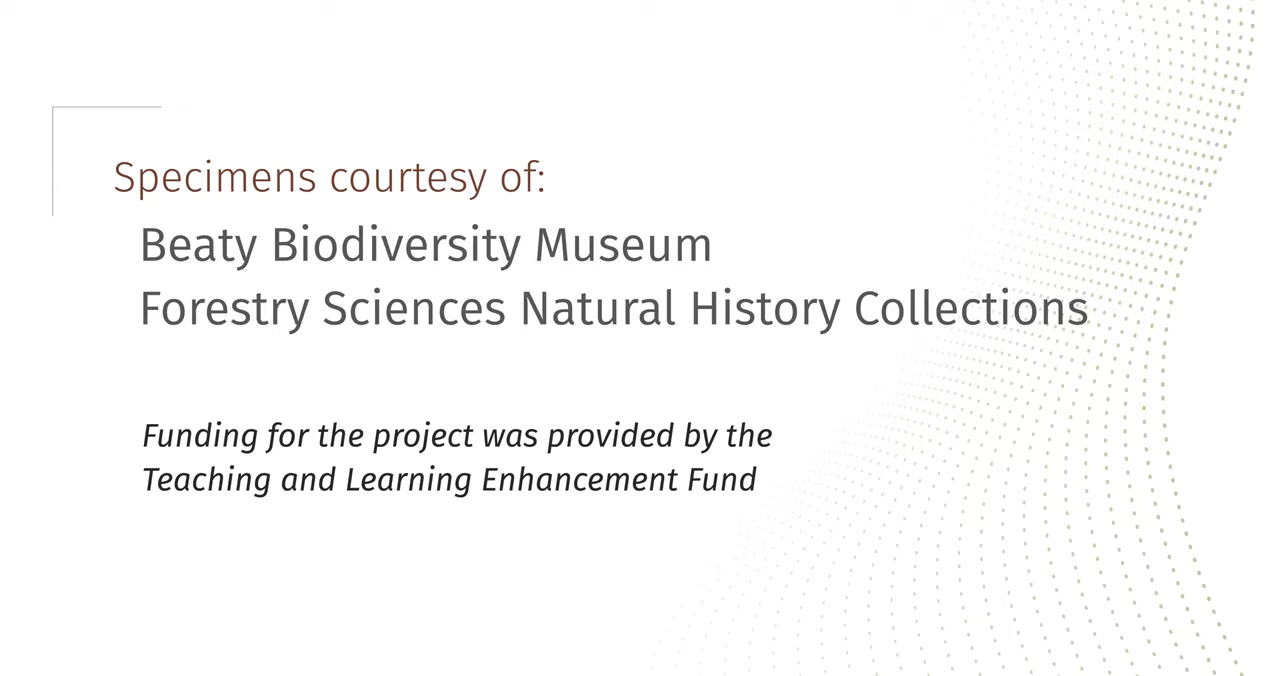 Specimens courtesy of:
Beaty Biodiversity Museum
Forestry Sciences Natural History Collections
Funding for the project was provided by the
Teaching and Learning Enhancement Fund